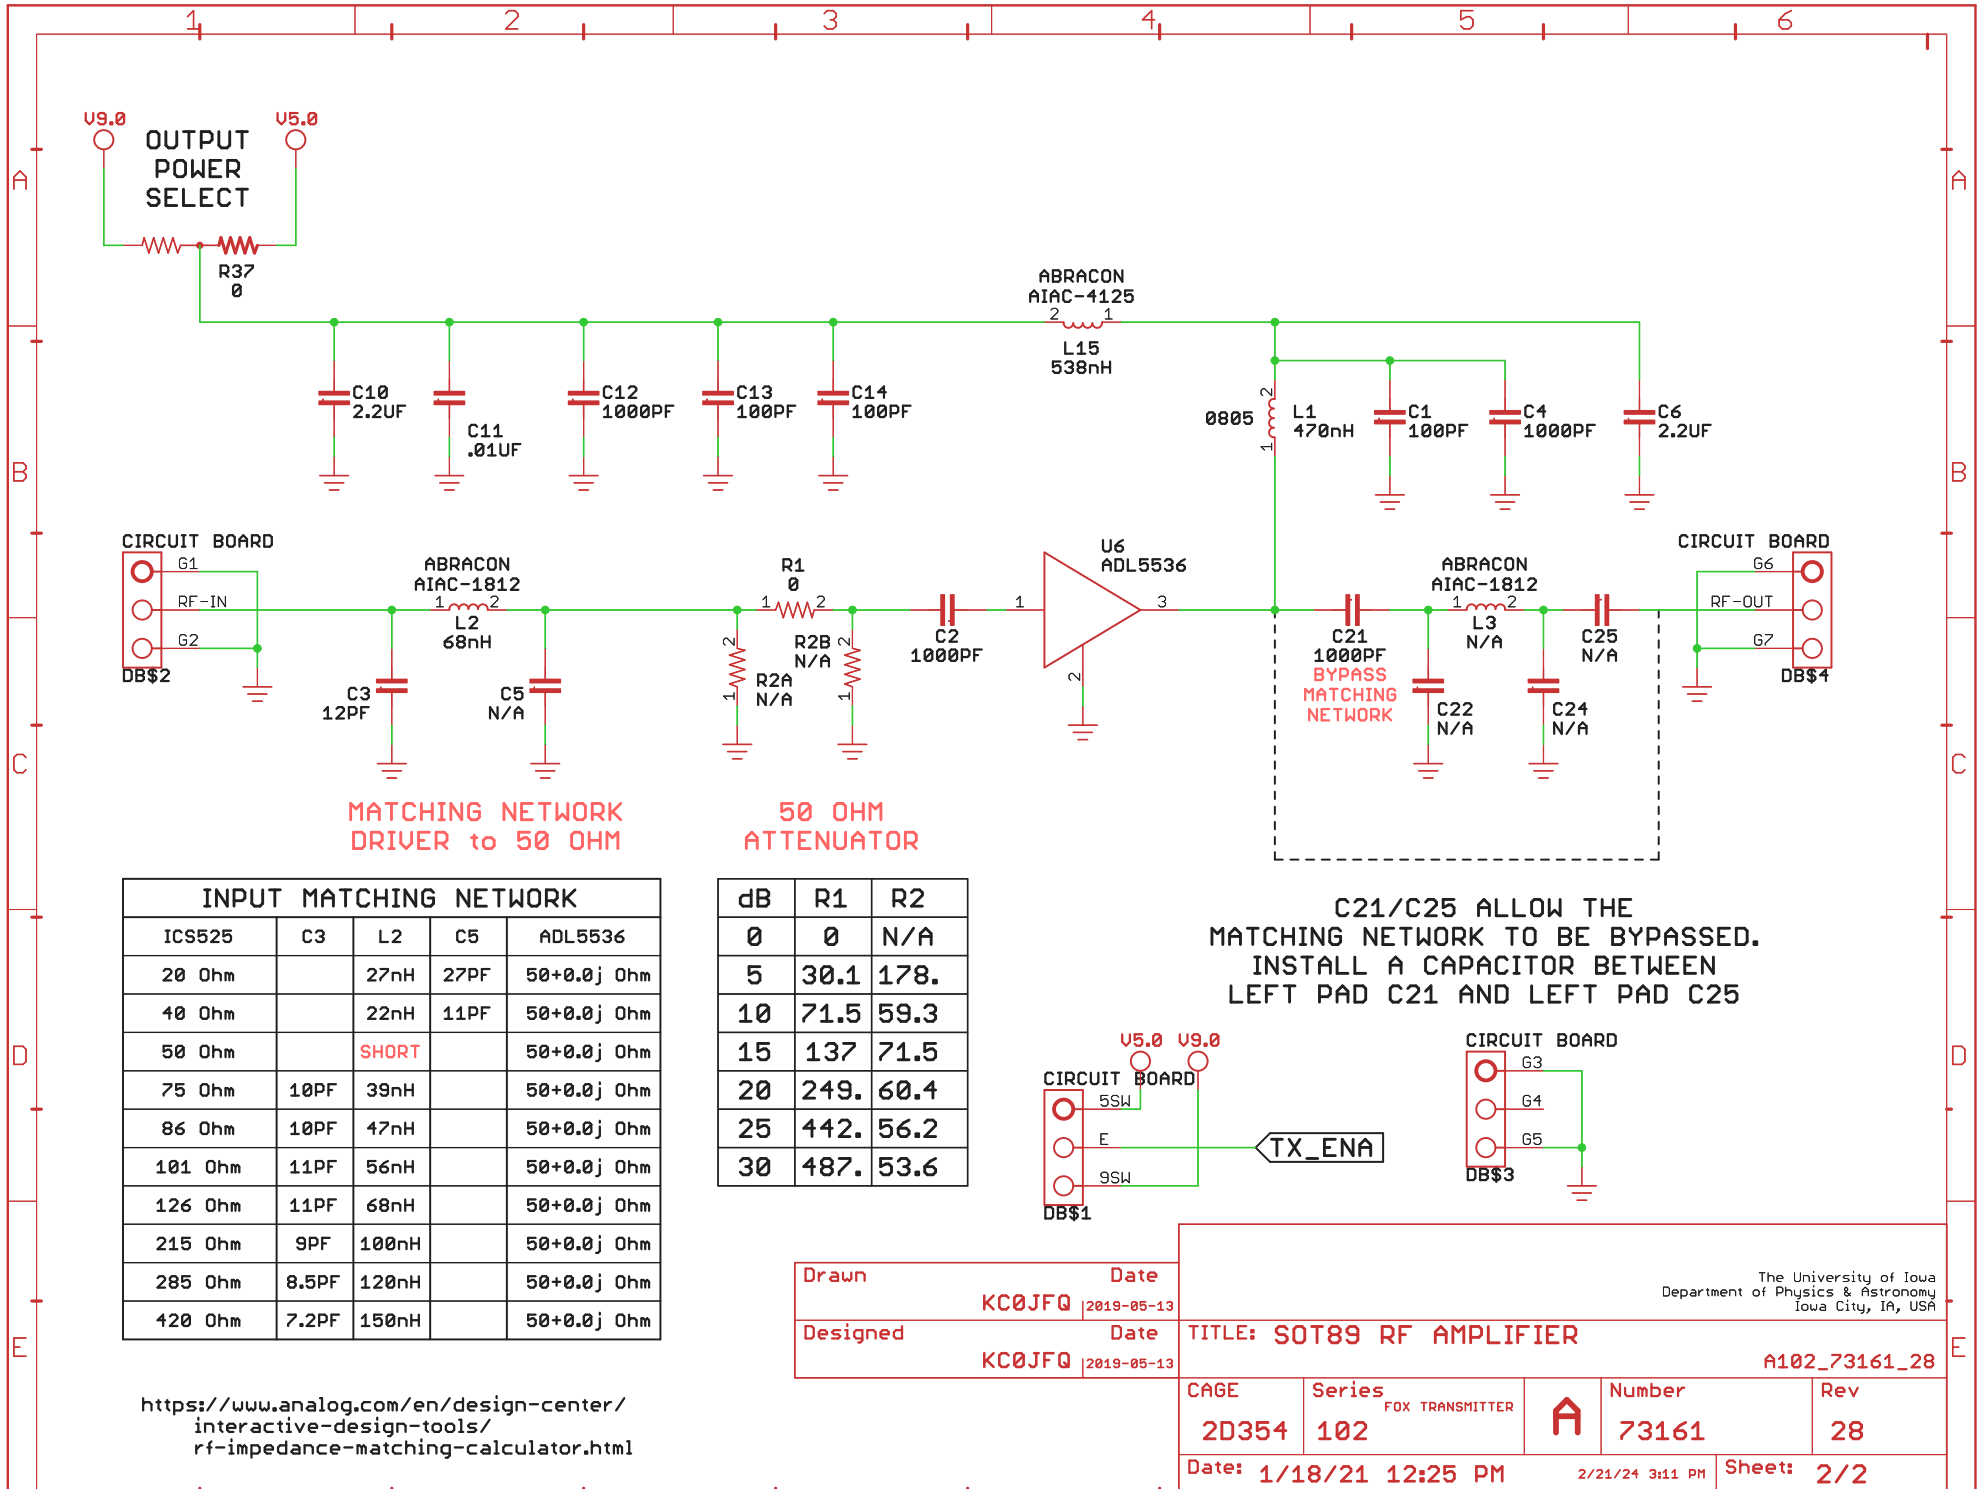 1 2 3 4 5 6
A A
B B
C C
D D
E E
V9.0 V5.0
OUTPUT
POWER
SELECT
R37
0
ABRACON
AIAC-4125
2 1
L15
538nH
C10
2.2UF
C11
.01UF
C12
1000PF
C13
100PF
C14
100PF
0805
2
1
L1
470nH
C1
100PF
C4
1000PF
C6
2.2UF
CIRCUIT BOARD
G1
RF-IN
G2
DB$2
ABRACON
AIAC-1812
1 2
L2
68nH
C3
12PF
C5
N/A
R1
0
1 2
R2B
N/A
2
1
R2A
N/A
2
1
C2
1000PF
U6
ADL5536
1
3
2
C21
1000PF
BYPASS
MATCHING
NETWORK
ABRACON
AIAC-1812
1 2
L3
N/A
C22
N/A
C24
N/A
C25
N/A
CIRCUIT BOARD
G6
RF-OUT
G7
DB$4
MATCHING NETWORK
DRIVER to 50 OHM
50 OHM
ATTENUATOR
INPUT MATCHING NETWORK
ICS525 C3 L2 C5 ADL5536
20 Ohm 27nH 27PF 50+0.0j Ohm
40 Ohm 22nH 11PF 50+0.0j Ohm
50 Ohm SHORT 50+0.0j Ohm
75 Ohm 10PF 39nH 50+0.0j Ohm
86 Ohm 10PF 47nH 50+0.0j Ohm
101 Ohm 11PF 56nH 50+0.0j Ohm
126 Ohm 11PF 68nH 50+0.0j Ohm
215 Ohm 9PF 100nH 50+0.0j Ohm
285 Ohm 8.5PF 120nH 50+0.0j Ohm
420 Ohm 7.2PF 150nH 50+0.0j Ohm
dB R1 R2
0 0 N/A
5 30.1 178.
10 71.5 59.3
15 137 71.5
20 249. 60.4
25 442. 56.2
30 487. 53.6
C21/C25 ALLOW THE
MATCHING NETWORK TO BE BYPASSED.
INSTALL A CAPACITOR BETWEEN
LEFT PAD C21 AND LEFT PAD C25
V5.0 V9.0
CIRCUIT BOARD
5SW
E
9SW
DB$1
TX_ENA
CIRCUIT BOARD
G3
G4
G5
DB$3
https://www.analog.com/en/design-center/
interactive-design-tools/
rf-impedance-matching-calculator.html
Drawn Date
KC0JFQ 2019-05-13
Designed Date
KC0JFQ 2019-05-13
The University of Iowa
Department of Physics & Astronomy
Iowa City, IA, USA
TITLE: SOT89 RF AMPLIFIER
A102_73161_28
CAGE Series Number Rev
FOX TRANSMITTER
2D354 102 A 73161 28
Date: 1/18/21 12:25 PM 2/21/24 3:11 PM Sheet: 2/2